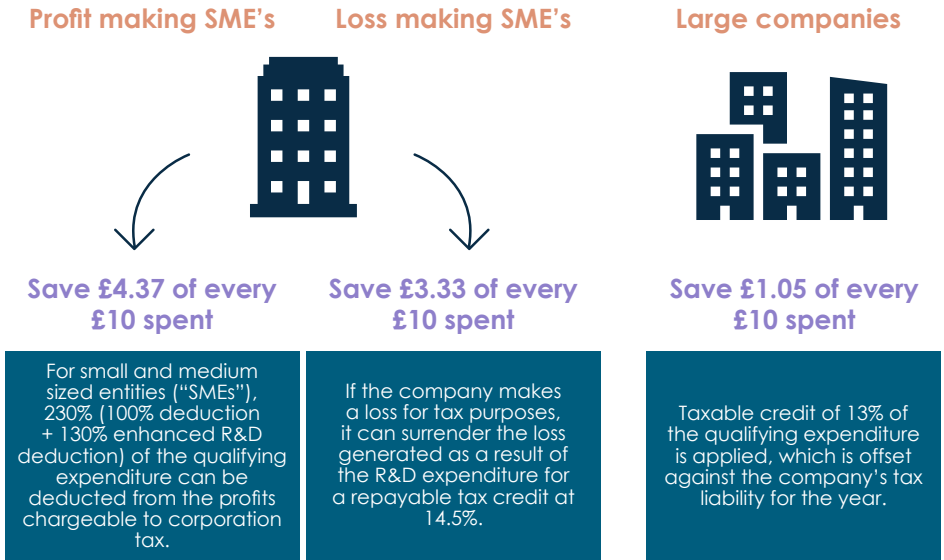 Profit making SME’s
Loss making SME’s
Large companies
Save £4.37 of every
£10 spent
Save £3.33 of every
£10 spent
Save £1.05 of every
£10 spent
For small and medium
sized entities (“SMEs”),
230% (100% deduction
+ 130% enhanced R&D
deduction) of the qualifying
expenditure can be
deducted from the profits
chargeable to corporation
tax.
If the company makes
a loss for tax purposes,
it can surrender the loss
generated as a result of
the R&D expenditure for
a repayable tax credit at
14.5%.
Taxable credit of 13% of
the qualifying expenditure
is applied, which is offset
against the company’s tax
liability for the year.